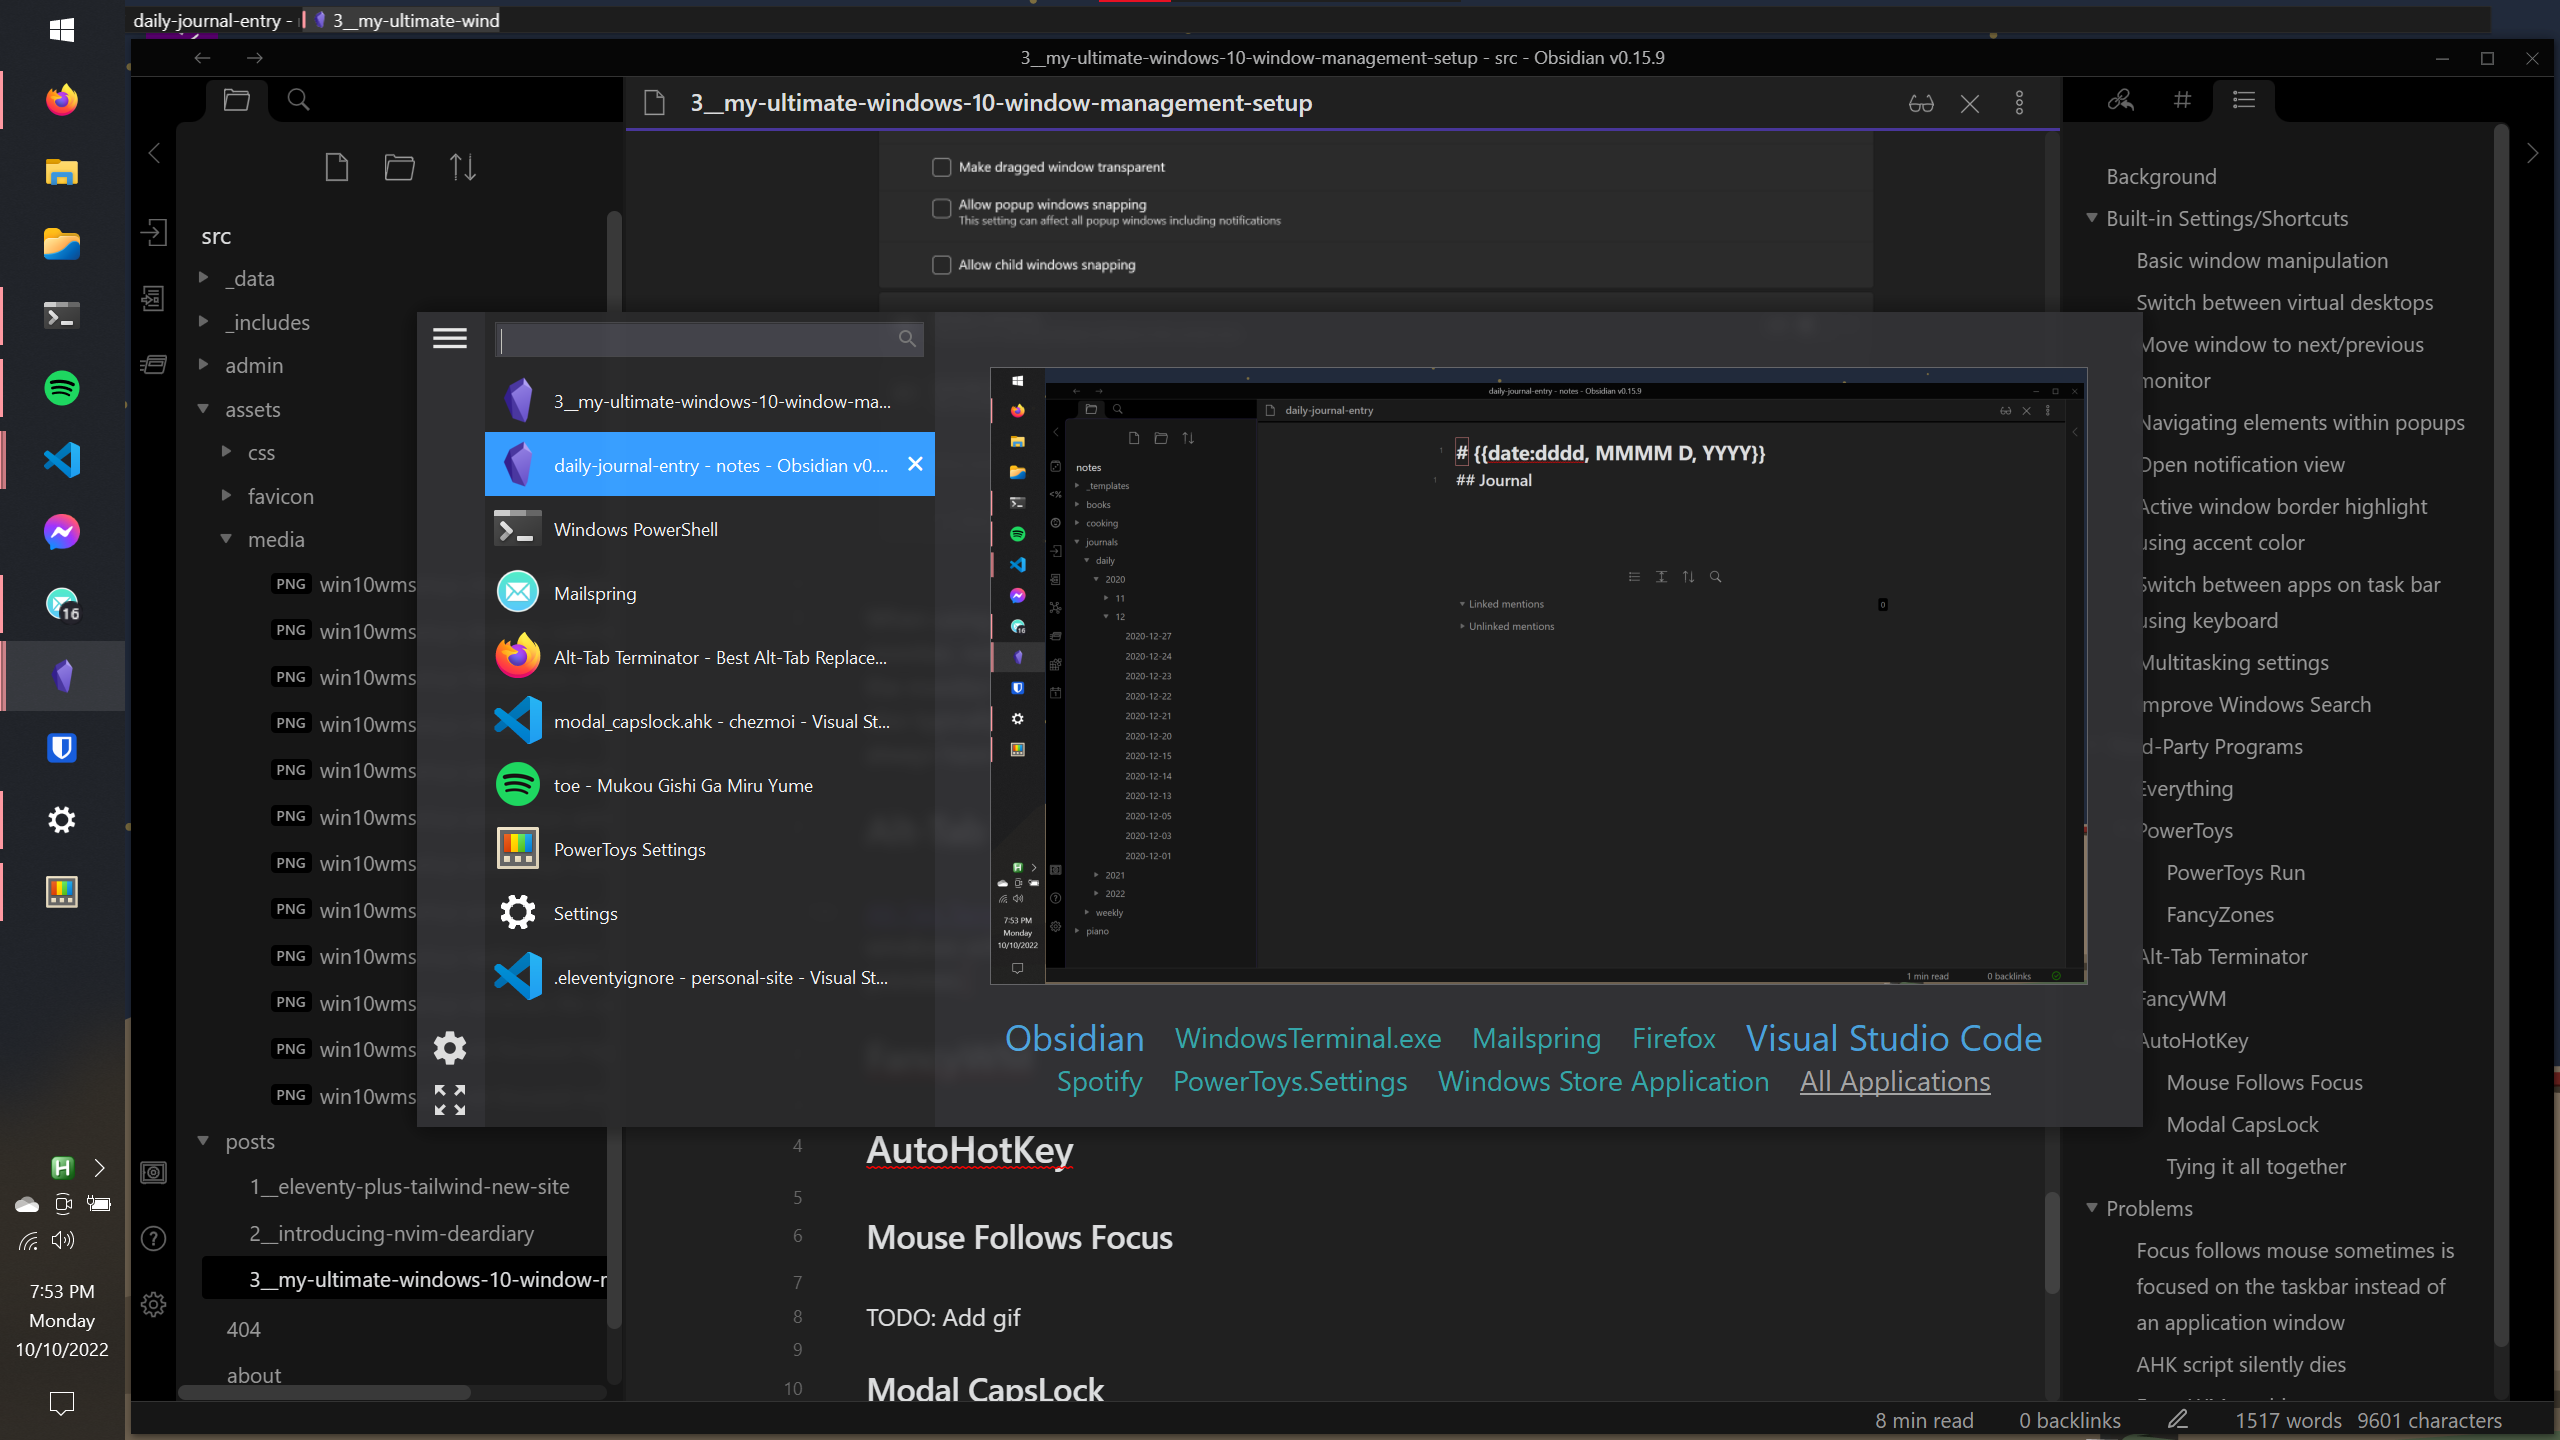 daily-journal-entry -
3__my-ultimate-wind
3__my-ultimate-windows-10-window-management-setup - src - Obsidian v0.15.9
3__my-ultimate-windows-10-window-management-setup
Make dragged window transparent
Allow popup windows snapping
This setting can affect all popup windows including notifications
Allow child windows snapping
src
_data
_includes
admin
assets
css
favicon
media
PNG win10wms
PNG win10wms
PNG win10wms
PNG win10wms
PNG win10wms
PNG win10wms
PNG win10wms
PNG win10wms
PNG win10wms
PNG win10wms
PNG win10wms
PNG win10wms
posts
1__eleventy-plus-tailwind-new-site
2__introducing-nvim-deardiary
3__my-ultimate-windows-10-window-r
404
about
16
7:53 PM
Monday
10/10/2022
3__my-ultimate-windows-10-window-ma...
daily-journal-entry - notes - Obsidian v0....
Windows PowerShell
Mailspring
Alt-Tab Terminator - Best Alt-Tab Replace...
modal_capslock.ahk - chezmoi - Visual St...
toe - Mukou Gishi Ga Miru Yume
PowerToys Settings
Settings
.eleventyignore - personal-site - Visual St...
daily-journal-entry - notes - Obsidian v0.15.9
daily-journal-entry
# {{date:dddd, MMMM D, YYYY}}
## Journal
Linked mentions
0
Unlinked mentions
notes
_templates
books
cooking
journals
daily
2020
11
12
2020-12-27
2020-12-24
2020-12-23
2020-12-22
2020-12-21
2020-12-20
2020-12-15
2020-12-14
2020-12-13
2020-12-05
2020-12-03
2020-12-01
2021
2022
weekly
piano
7:53 PM
Monday
10/10/2022
1 min read
0 backlinks
Obsidian WindowsTerminal.exe Mailspring Firefox Visual Studio Code
Spotify PowerToys.Settings Windows Store Application All Applications
4
AutoHotKey
5
6
Mouse Follows Focus
7
8
TODO: Add gif
9
10
Modal CapsLock
Background
Built-in Settings/Shortcuts
Basic window manipulation
Switch between virtual desktops
Move window to next/previous
monitor
Navigating elements within popups
Open notification view
Active window border highlight
using accent color
Switch between apps on task bar
using keyboard
Multitasking settings
Improve Windows Search
d-Party Programs
Everything
PowerToys
PowerToys Run
FancyZones
Alt-Tab Terminator
FancyWM
AutoHotKey
Mouse Follows Focus
Modal CapsLock
Tying it all together
Problems
Focus follows mouse sometimes is
focused on the taskbar instead of
an application window
AHK script silently dies
8 min read
0 backlinks
1517 words
9601 characters